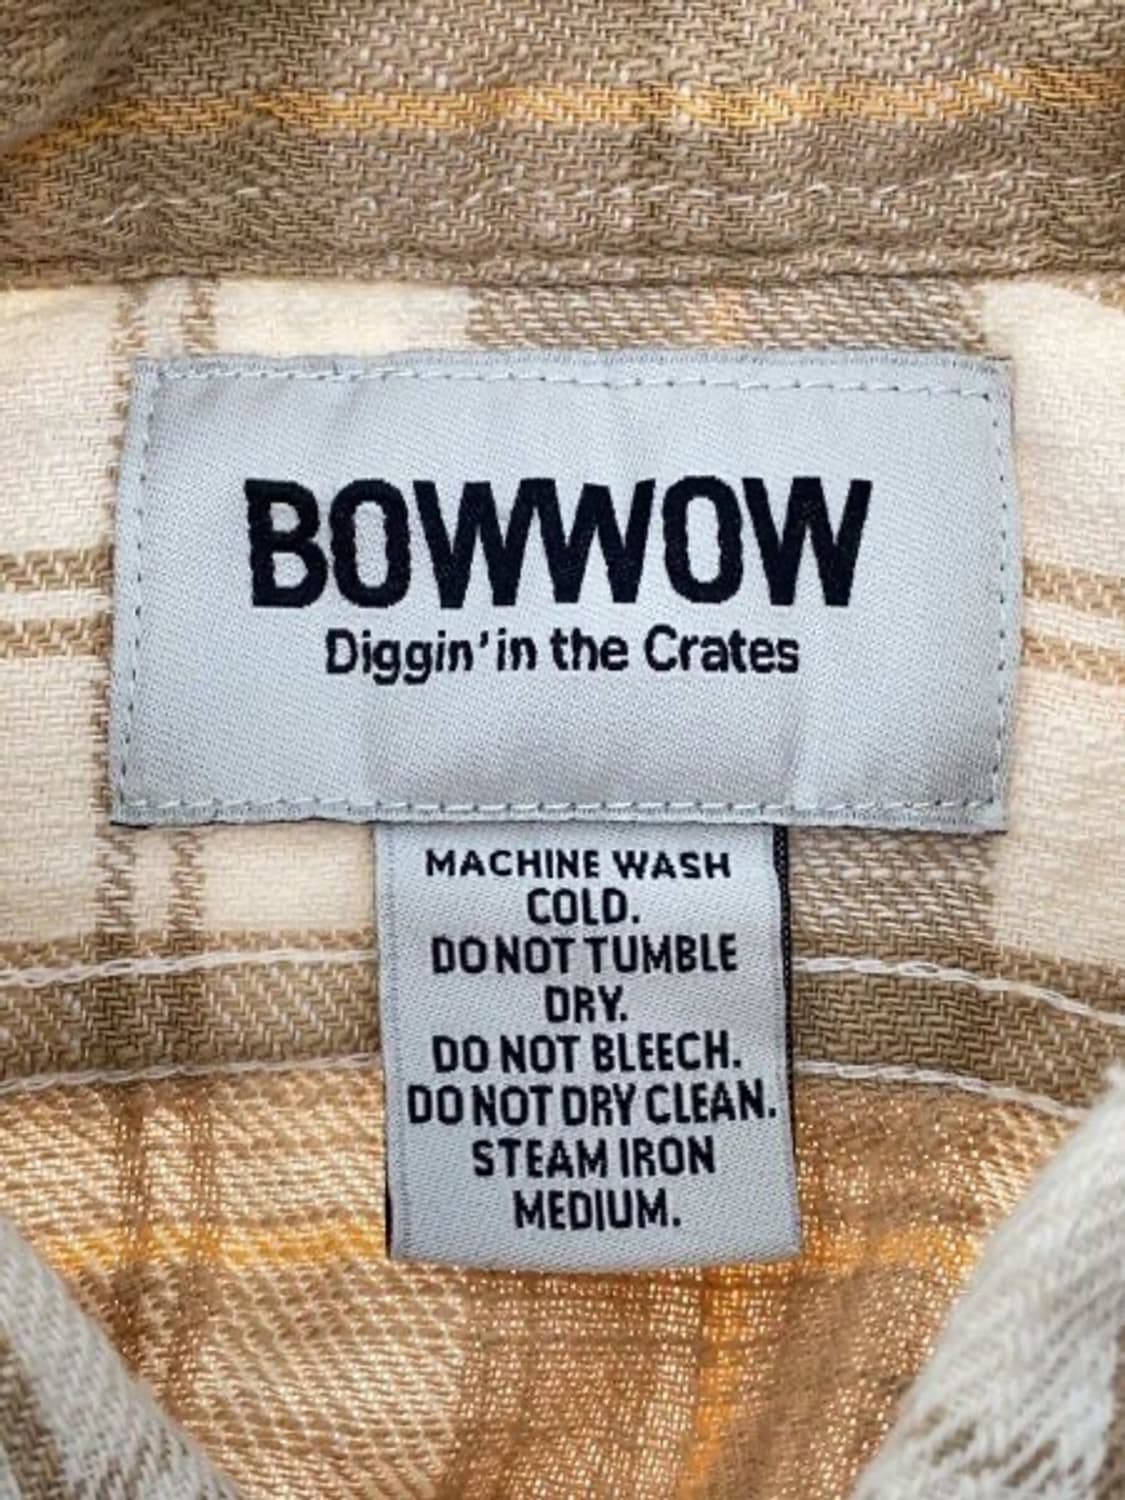 BOWWOW
Diggin' in the Crates
MACHINE WASH
COLD.
DO NOT TUMBLE
DRY.
DO NOT BLEECH.
DO NOT DRY CLEAN.
STEAM IRON
MEDIUM.